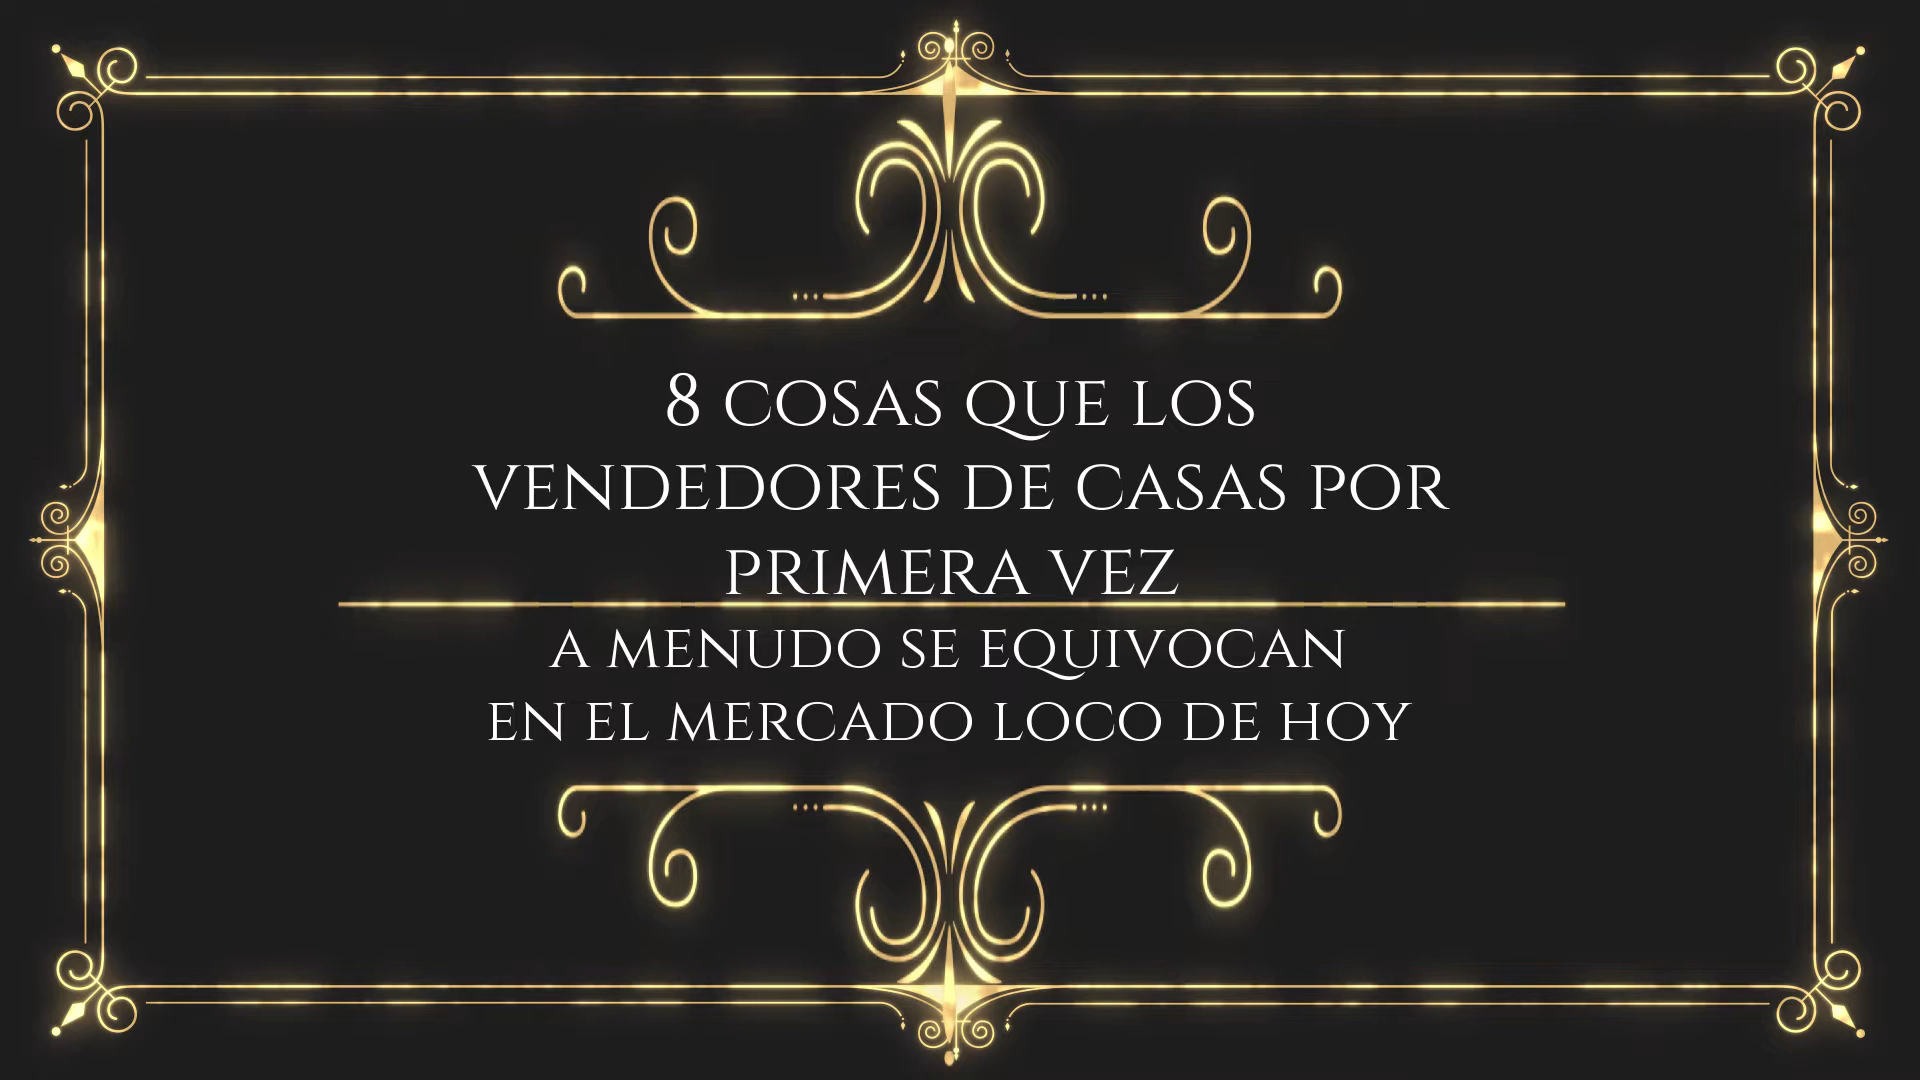 8 COSAS QUE LOS
VENDEDORES DE CASAS POR
PRIMERA VEZ
A MENUDO SE EQUIVOCAN
EN EL MERCADO LOCO DE HOY